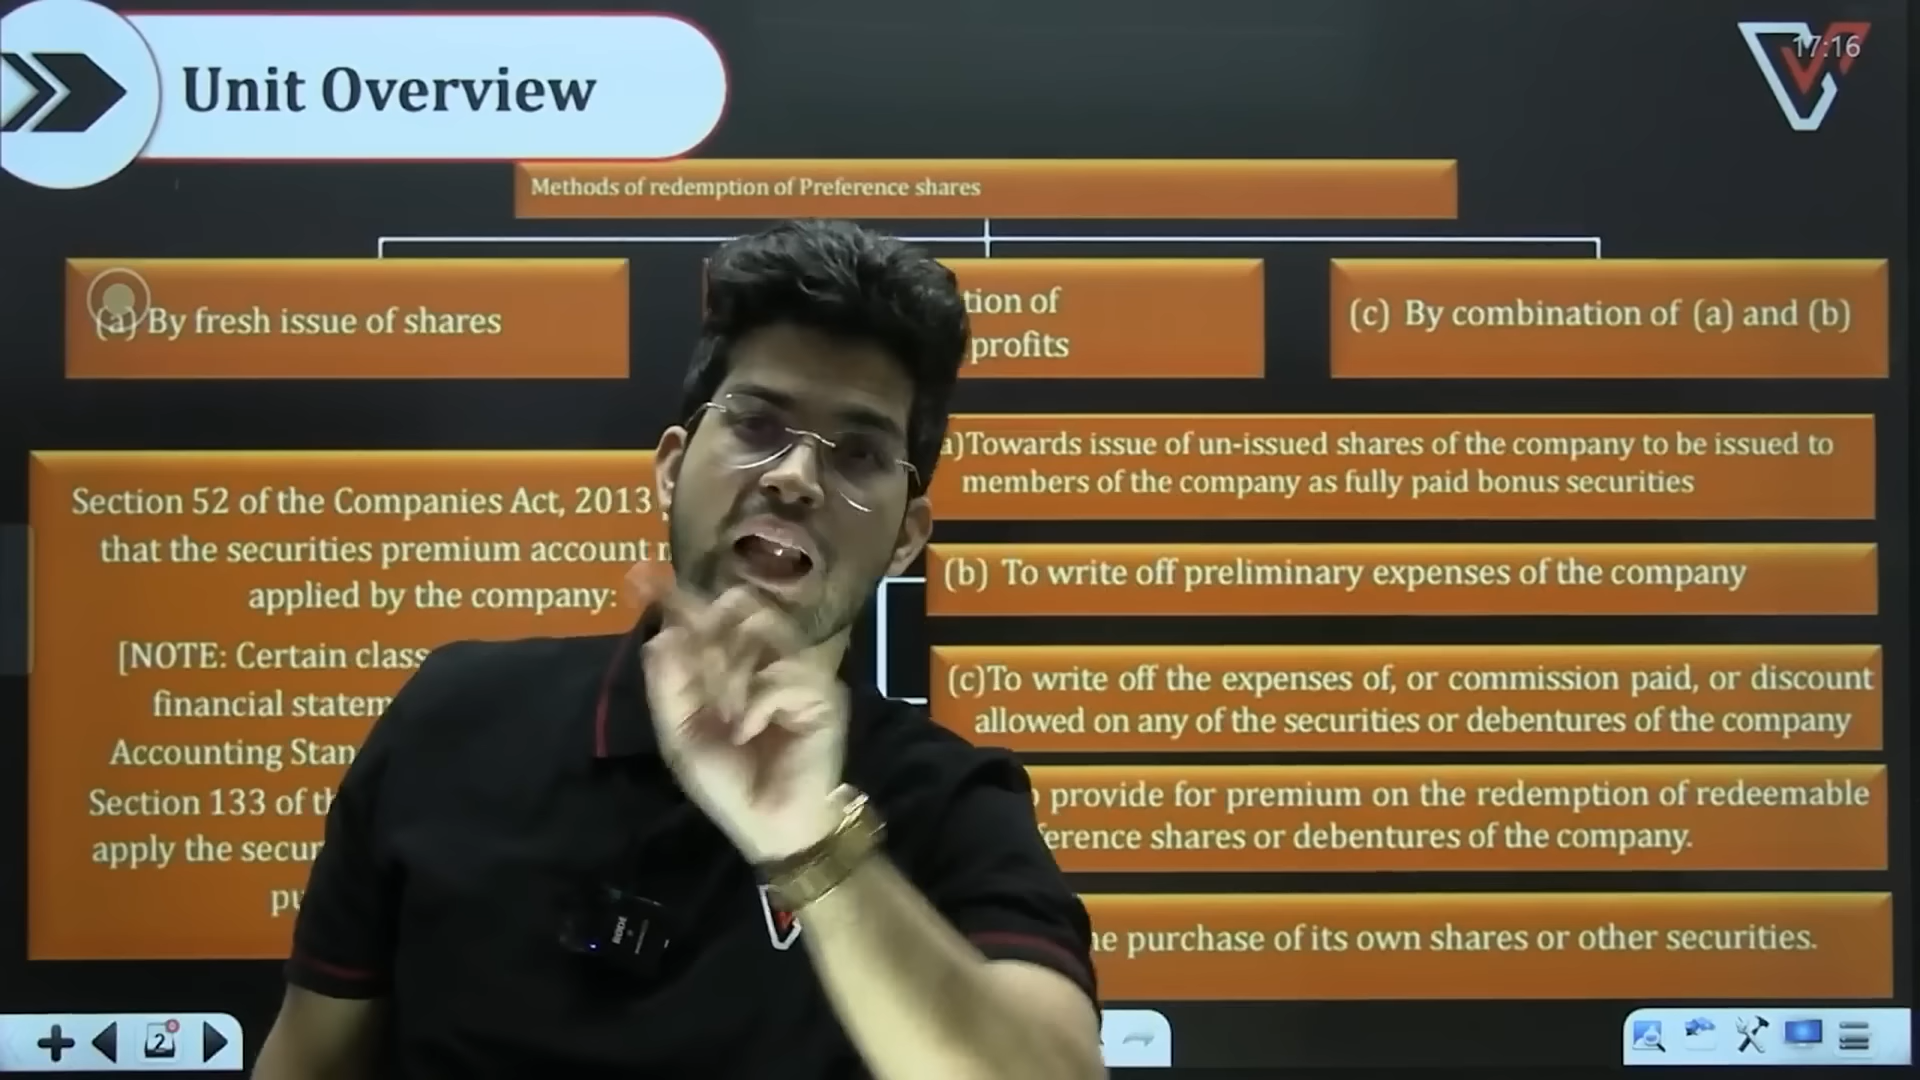 Unit Overview
17:16
Methods of redemption of Preference shares
(a) By fresh issue of shares
tion of
profits
(c) By combination of (a) and (b)
Section 52 of the Companies Act, 2013
that the securities premium account
applied by the company:
[NOTE: Certain class
financial statem
Accounting Stan
Section 133 of th
apply the secur
pu
a)Towards issue of un-issued shares of the company to be issued to
members of the company as fully paid bonus securities
(b) To write off preliminary expenses of the company
(c)To write off the expenses of, or commission paid, or discount
allowed on any of the securities or debentures of the company
provide for premium on the redemption of redeemable
erence shares or debentures of the company.
he purchase of its own shares or other securities.
RODE
2